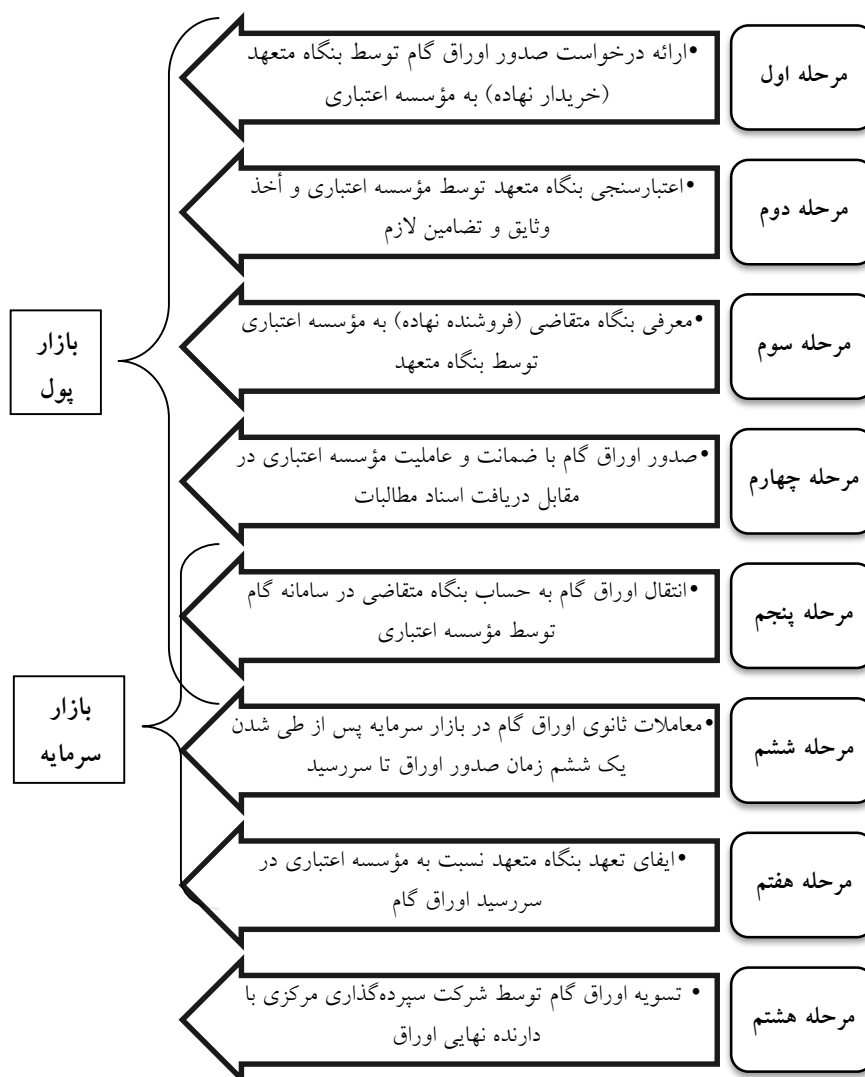 مرحله اول
•ارائه درخواست صدور اوراق گام توسط بنگاه متعهد
(خریدار نهاده) به مؤسسه اعتباری
مرحله دوم
•اعتبارسنجی بنگاه متعهد توسط مؤسسه اعتباری و أخذ
وثایق و تضامین لازم
مرحله سوم
•معرفی بنگاه متقاضی (فروشنده نهاده) به مؤسسه اعتباری
توسط بنگاه متعهد
مرحله چهارم
•صدور اوراق گام با ضمانت و عاملیت مؤسسه اعتباری در
مقابل دریافت اسناد مطالبات
مرحله پنجم
•انتقال اوراق گام به حساب بنگاه متقاضی در سامانه گام
توسط مؤسسه اعتباری
مرحله ششم
•معاملات ثانوی اوراق گام در بازار سرمایه پس از طی شدن
یک ششم زمان صدور اوراق تا سررسید
مرحله هفتم
•ایفای تعهد بنگاه متعهد نسبت به مؤسسه اعتباری در
سررسید اوراق گام
مرحله هشتم
• تسویه اوراق گام توسط شرکت سپرده‌گذاری مرکزی با
دارنده نهایی اوراق
بازار
پول
بازار
سرمایه